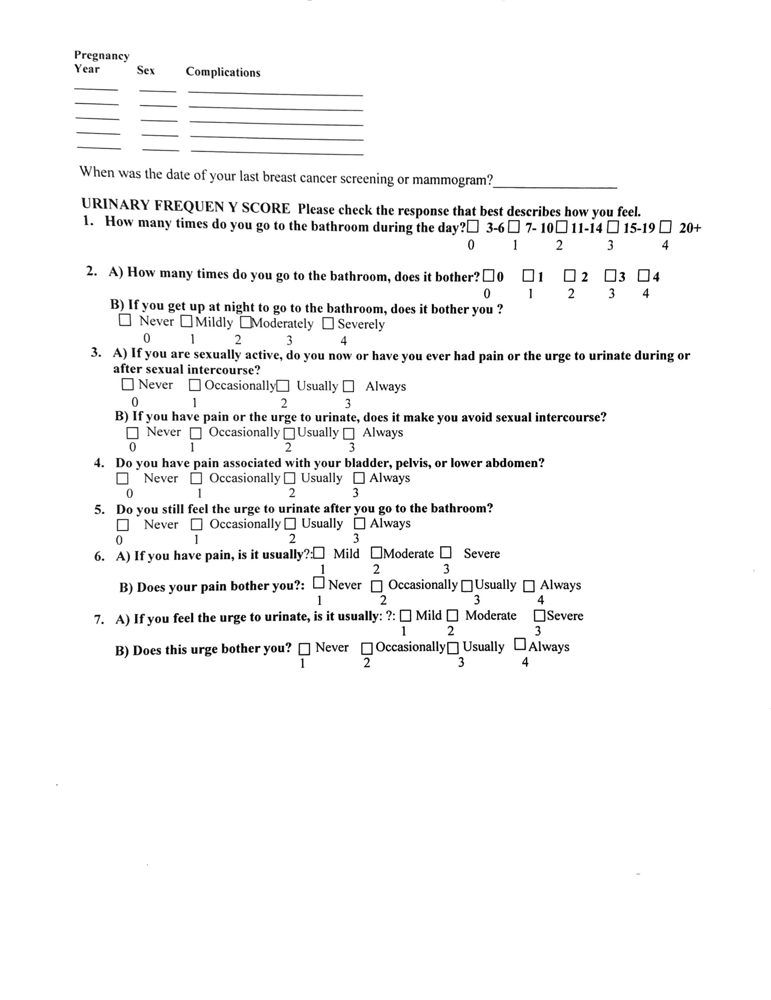 Pregnancy
Year Sex Complications
When was the date of your last breast cancer screening or mammogram?
URINARY FREQUEN Y SCORE Please check the response that best describes how you feel.
1. How many times do you go to the bathroom during the day?☐ 3-6☐ 7- 10☐ 11-14 ☐ 15-19 ☐ 20+
0 1 2 3 4
2. A) How many times do you go to the bathroom, does it bother? ☐0 ☐1 ☐ 2 ☐3 ☐4
0 1 2 3 4
B) If you get up at night to go to the bathroom, does it bother you ?
☐ Never ☐ Mildly ☐Moderately ☐ Severely
0 1 2 3 4
3. A) If you are sexually active, do you now or have you ever had pain or the urge to urinate during or
after sexual intercourse?
☐ Never ☐ Occasionally☐ Usually ☐ Always
0 1 2 3
B) If you have pain or the urge to urinate, does it make you avoid sexual intercourse?
☐ Never ☐ Occasionally ☐Usually ☐ Always
0 1 2 3
4. Do you have pain associated with your bladder, pelvis, or lower abdomen?
☐ Never ☐ Occasionally ☐ Usually ☐ Always
0 1 2 3
5. Do you still feel the urge to urinate after you go to the bathroom?
☐ Never ☐ Occasionally ☐ Usually ☐ Always
0 1 2 3
6. A) If you have pain, is it usually?:☐ Mild ☐Moderate ☐ Severe
1 2 3
B) Does your pain bother you?: ☐ Never ☐ Occasionally ☐Usually ☐ Always
1 2 3 4
7. A) If you feel the urge to urinate, is it usually: ?: ☐ Mild ☐ Moderate ☐Severe
1 2 3
B) Does this urge bother you? ☐ Never ☐Occasionally☐ Usually ☐Always
1 2 3 4